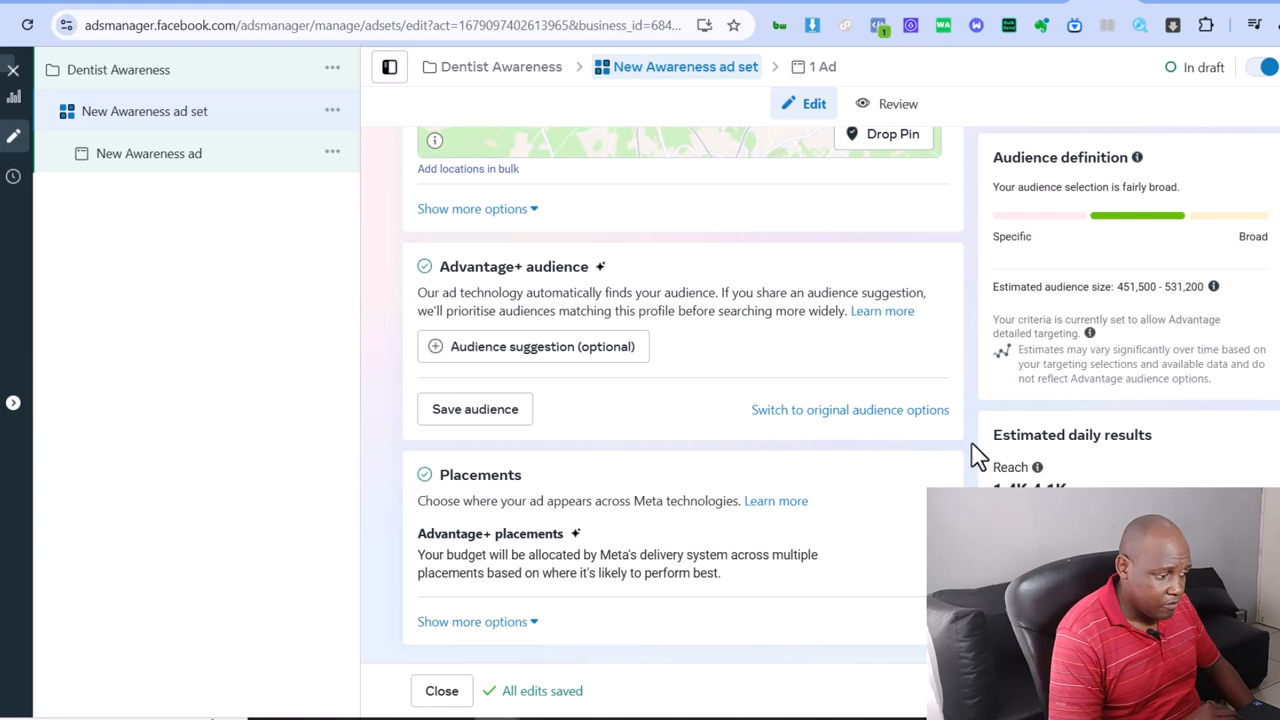 adsmanager.facebook.com/adsmanager/manage/adsets/edit?act=1679097402613965&business_id=684...
Dentist Awareness
New Awareness ad set
New Awareness ad
Dentist Awareness
New Awareness ad set
1 Ad
In draft
Edit
Review
Drop Pin
Add locations in bulk
Show more options
Advantage+ audience
Our ad technology automatically finds your audience. If you share an audience suggestion,
we'll prioritise audiences matching this profile before searching more widely. Learn more
Audience suggestion (optional)
Save audience
Switch to original audience options
Placements
Choose where your ad appears across Meta technologies. Learn more
Advantage+ placements
Your budget will be allocated by Meta's delivery system across multiple
placements based on where it's likely to perform best.
Show more options
Close
All edits saved
Audience definition
Your audience selection is fairly broad.
Specific
Broad
Estimated audience size: 451,500 - 531,200
Your criteria is currently set to allow Advantage
detailed targeting.
Estimates may vary significantly over time based on
your targeting selections and available data and do
not reflect Advantage audience options.
Estimated daily results
Reach